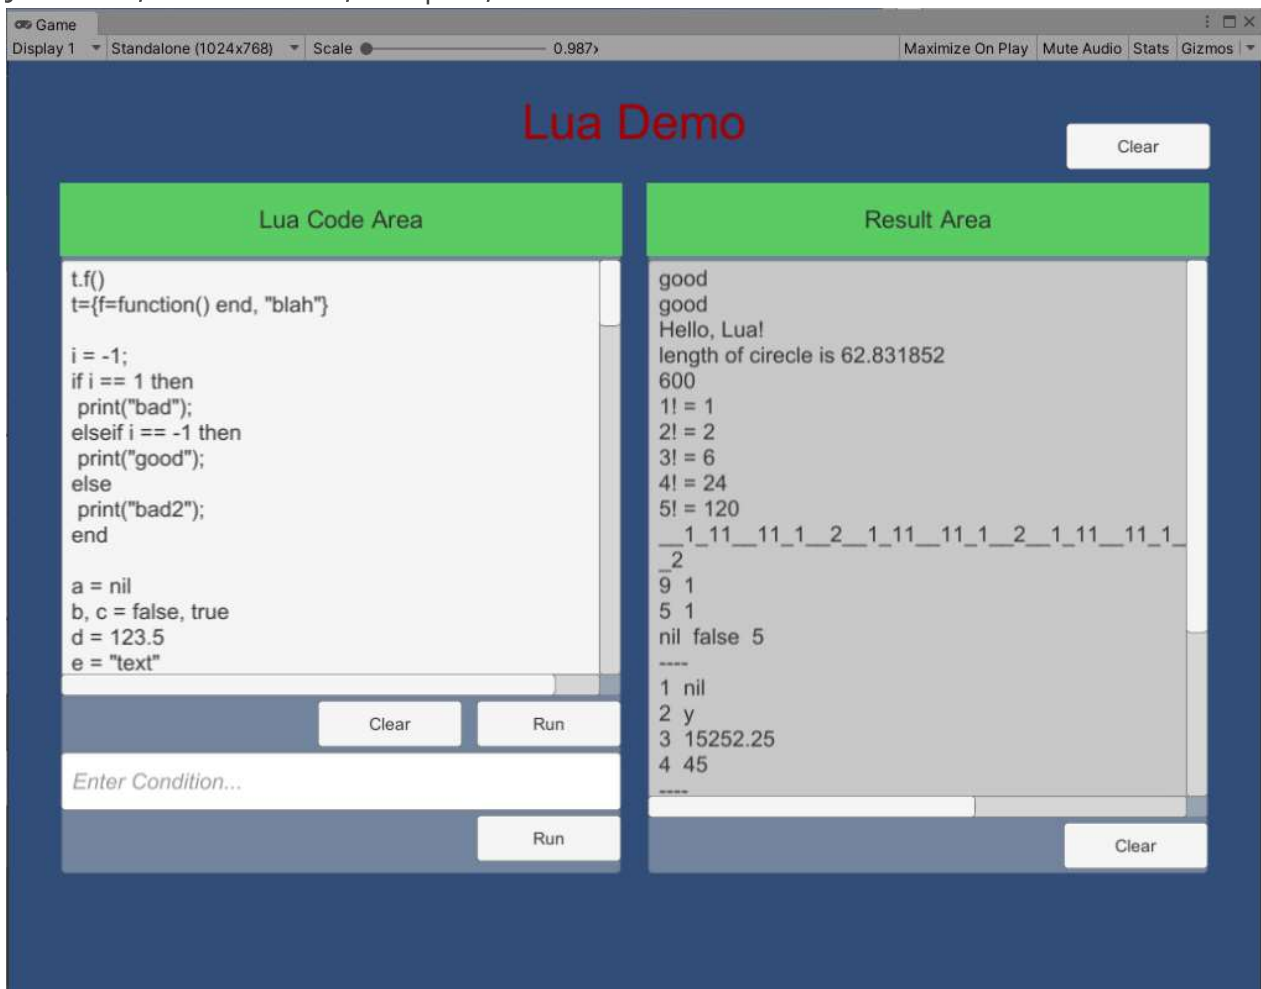 Game
Display 1 Standalone (1024x768) Scale 0.987› Maximize On Play Mute Audio Stats Gizmos
Lua Demo
Clear
Lua Code Area
t.f()
t={f=function() end, "blah"}
i = -1;
if i == 1 then
print("bad");
elseif i == -1 then
print("good");
else
print("bad2");
end
a = nil
b, c = false, true
d = 123.5
e = "text"
Clear Run
Enter Condition...
Run
Result Area
good
good
Hello, Lua!
length of cirecle is 62.831852
600
1! = 1
2! = 2
3! = 6
4! = 24
5! = 120
__1_11__11_1__2__1_11__11_1__2__1_11__11_1_
_2
9 1
5 1
nil false 5
----
1 nil
2 y
3 15252.25
4 45
----
Clear